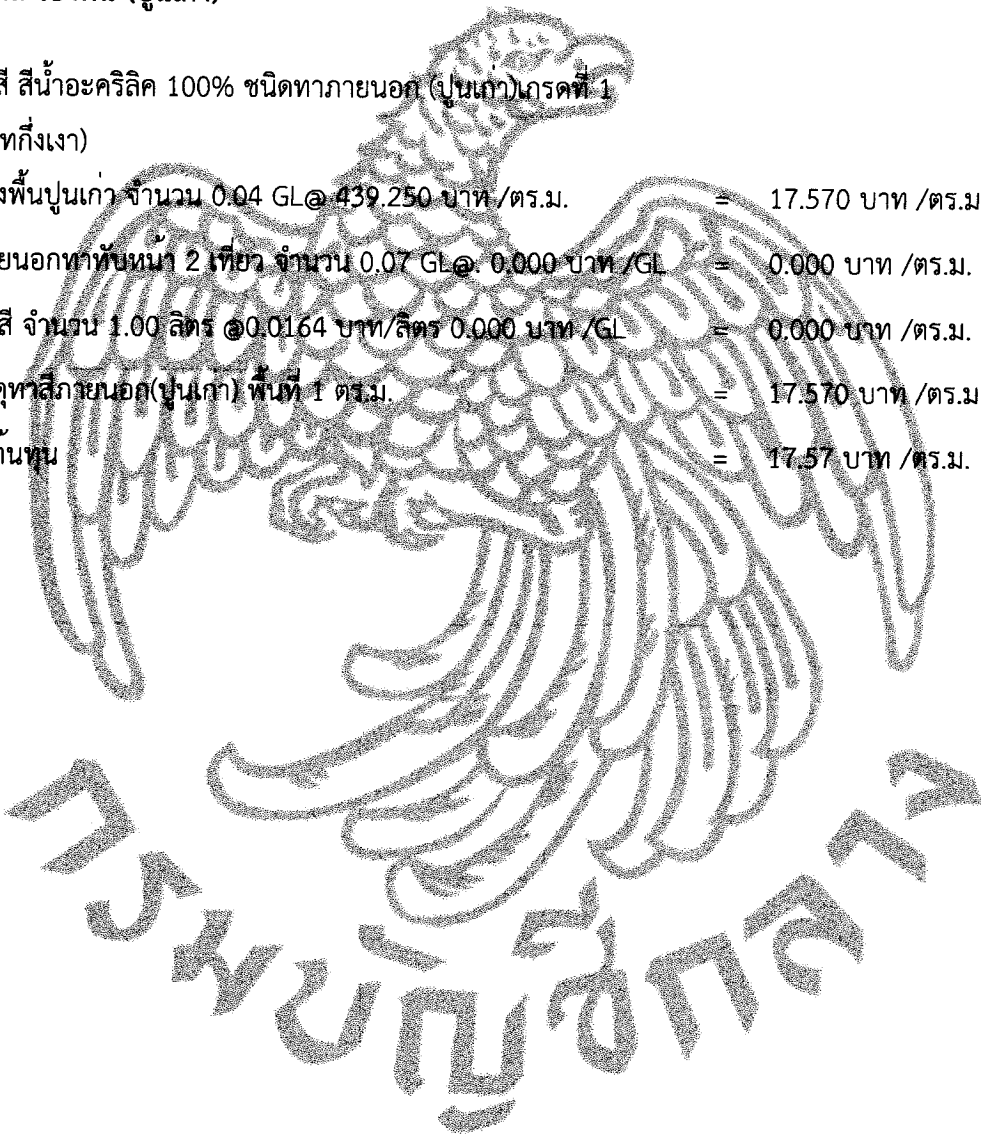 (ปูนเก่า)
สี สีน้ำอะคริลิค 100% ชนิดทาภายนอก (ปูนเก่า)เกรดที่ 1
ทกึ่งเงา)
งพื้นปูนเก่า จำนวน 0.04 GL@ 439.250 บาท /ตร.ม. = 17.570 บาท /ตร.ม
ยนอกทาทับหน้า 2 เที่ยว จำนวน 0.07 GL@. 0.000 บาท /GL = 0.000 บาท /ตร.ม.
สี จำนวน 1.00 ลิตร @0.0164 บาท/ลิตร 0.000 บาท /GL = 0.000 บาท /ตร.ม.
ดุทาสีภายนอก(ปูนเก่า) พื้นที่ 1 ตร.ม. = 17.570 บาท /ตร.ม
้นทุน = 17.57 บาท /ตร.ม.
กรมบัญชีกลาง